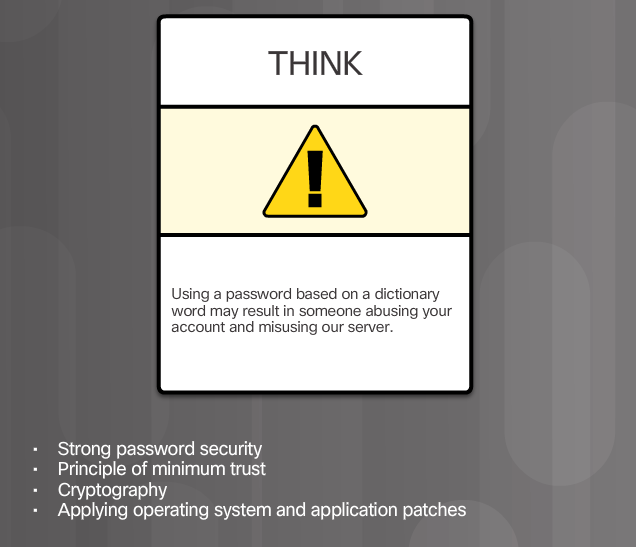 THINK
Using a password based on a dictionary
word may result in someone abusing your
account and misusing our server.
· Strong password security
· Principle of minimum trust
· Cryptography
· Applying operating system and application patches